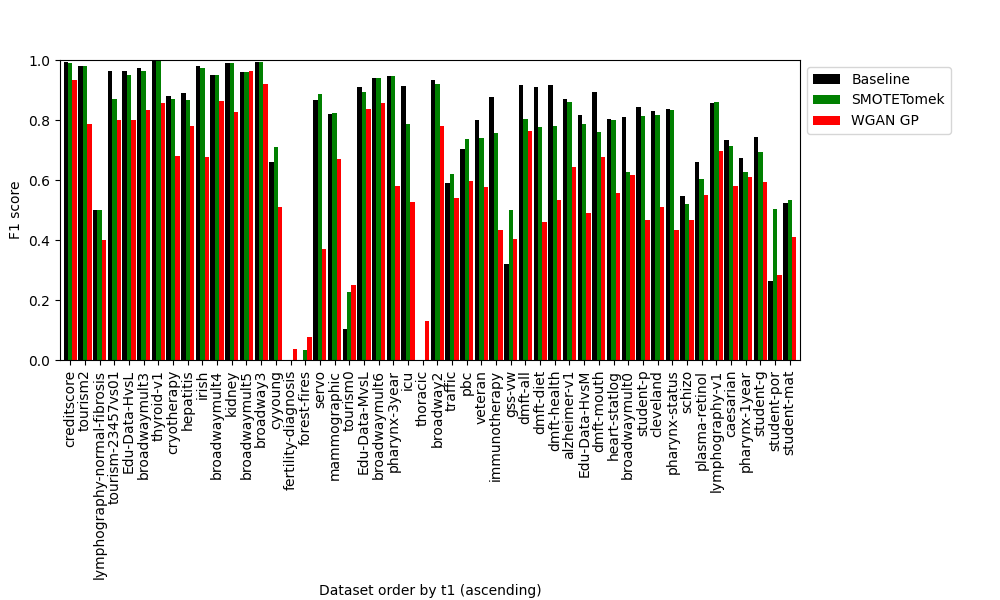 Baseline
SMOTETomek
WGAN GP
F1 score
1.0
0.8
0.6
0.4
0.2
0.0
creditscore
tourism2
lymphography-normal-fibrosis
tourism-23457vs01
Edu-Data-HvsL
broadwaymult3
thyroid-v1
cryotherapy
hepatitis
irish
broadwaymult4
kidney
broadwaymult5
broadway3
cyyoung
fertility-diagnosis
forest-fires
servo
mammographic
tourism0
Edu-Data-MvsL
broadwaymult6
pharynx-3year
icu
thoracic
broadway2
traffic
pbc
veteran
immunotherapy
gss-vw
dmft-all
dmft-diet
dmft-health
alzheimer-v1
Edu-Data-HvsM
dmft-mouth
heart-statlog
broadwaymult0
student-p
cleveland
pharynx-status
schizo
plasma-retinol
lymphography-v1
caesarian
pharynx-1year
student-g
student-por
student-mat
Dataset order by t1 (ascending)